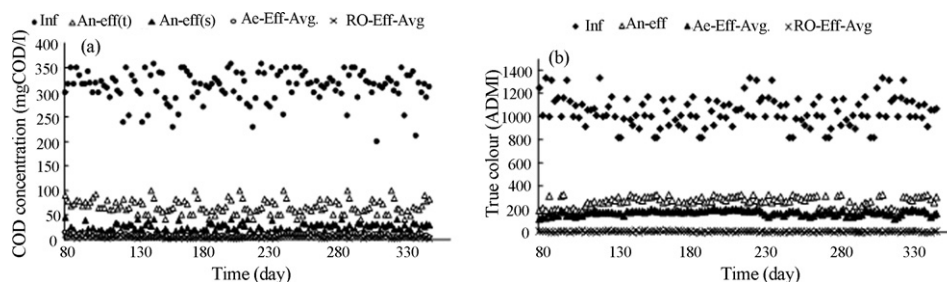 Inf An-eff(t) An-eff(s) Ae-Eff-Avg. RO-Eff-Avg
(a)
COD concentration (mgCOD/l)
400
350
300
250
200
150
100
50
0
80 130 180 230 280 330
Time (day)
Inf An-eff Ae-Eff-Avg. RO-Eff-Avg
(b)
True colour (ADMI)
1400
1200
1000
800
600
400
200
0
80 130 180 230 280 330
Time (day)